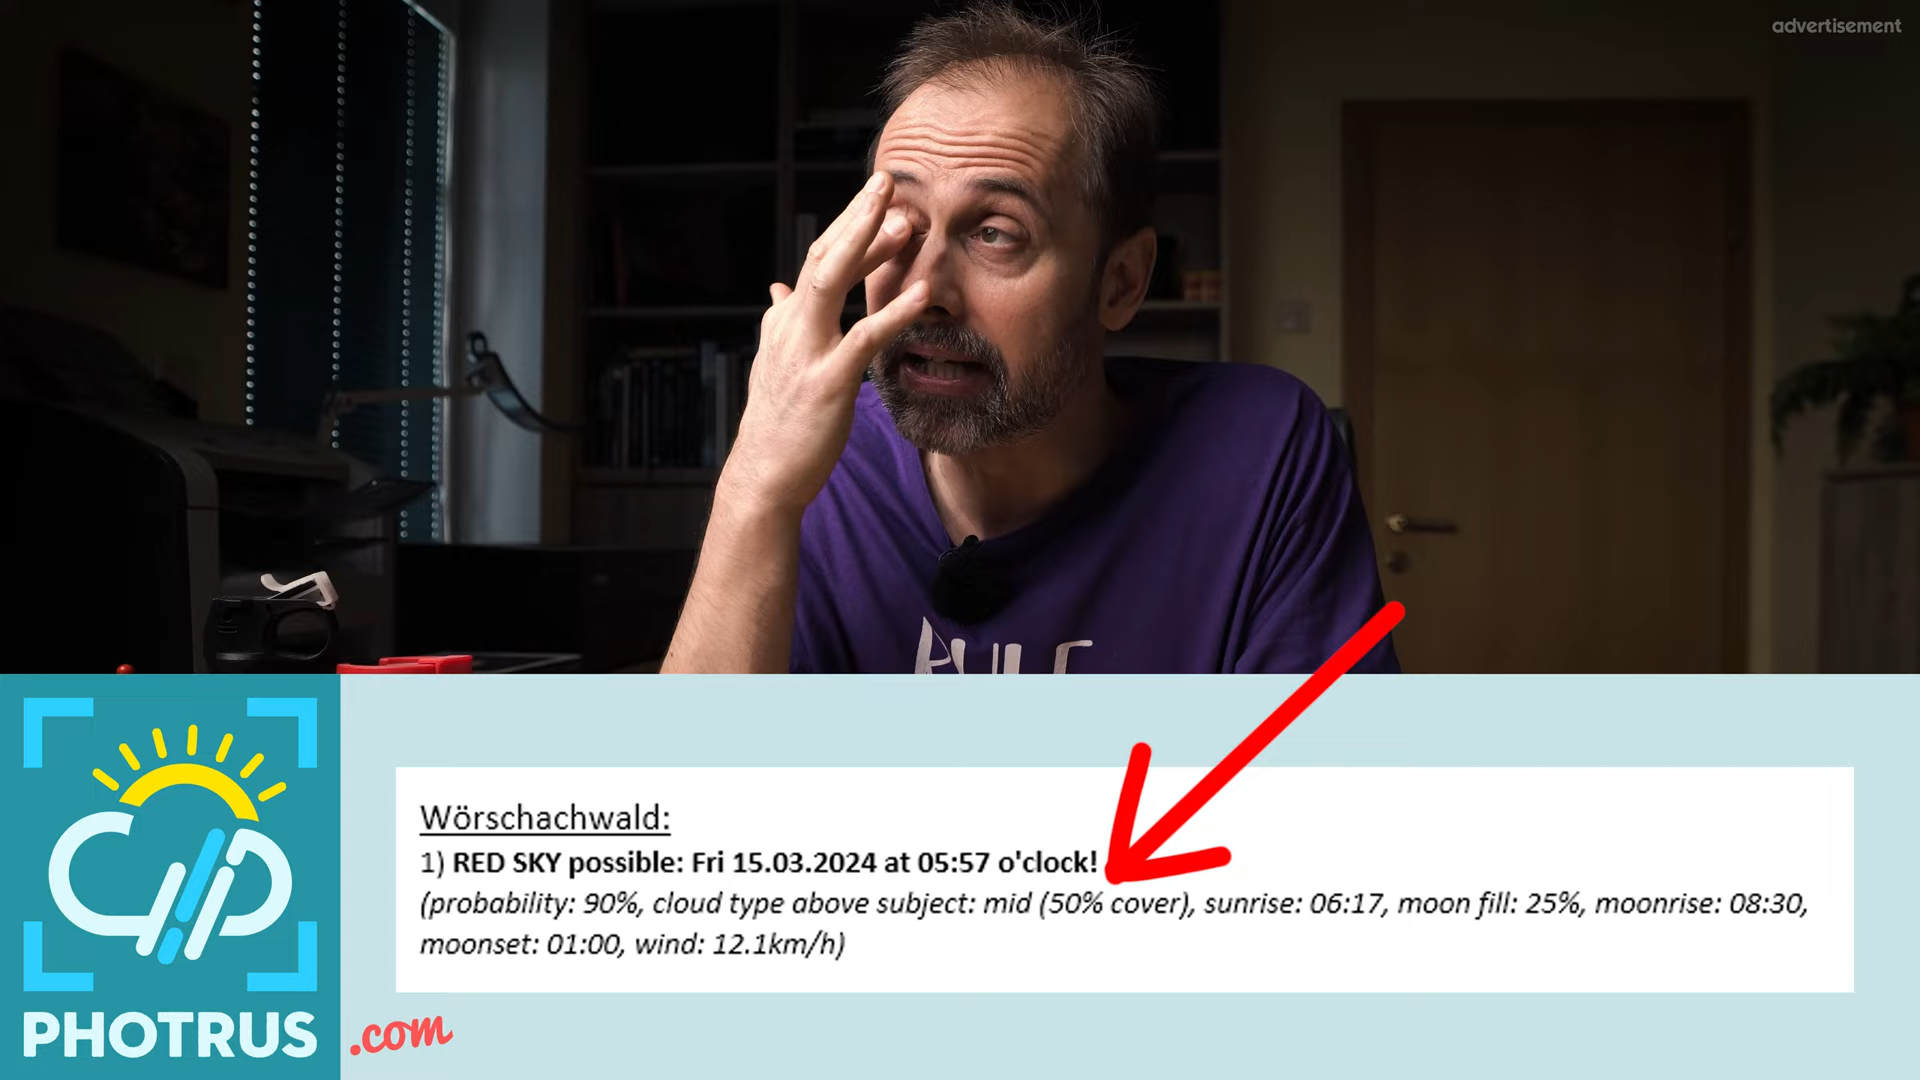 advertisement
RULE
Wörschachwald:
1) RED SKY possible: Fri 15.03.2024 at 05:57 o'clock!
(probability: 90%, cloud type above subject: mid (50% cover), sunrise: 06:17, moon fill: 25%, moonrise: 08:30,
moonset: 01:00, wind: 12.1km/h)
PHOTRUS
.com